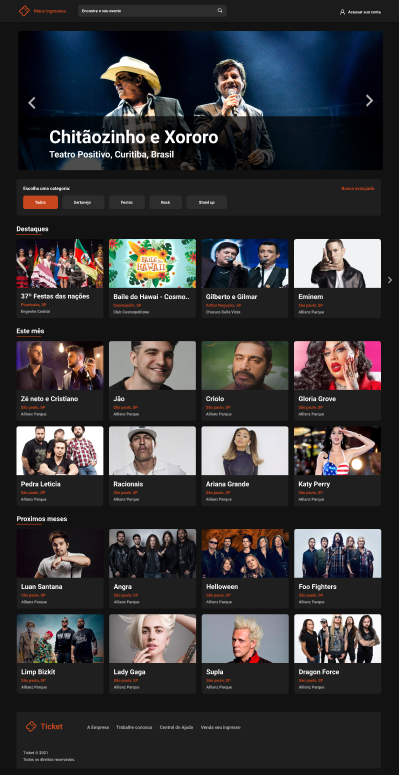 Meus ingressos
Encontre o seu evento
Acessar sua conta
Chitãozinho e Xororo
Teatro Positivo, Curitiba, Brasil
Escolha uma categoria:
Busca avançada
Todos
Sertanejo
Festas
Rock
Stand up
Destaques
37º Festas das nações
Piracicaba, SP
Engenho Central
BAILE DO HAWAII
Baile do Hawai - Cosmo..
Cosmopolis, SP
Club Cosmopolitano
Gilberto e Gilmar
Arthur Nogueira, SP
Eminem
São paulo, SP
Allianz Parque
Este mês
Zé neto e Cristiano
São paulo, SP
Allianz Parque
Jão
São paulo, SP
Allianz Parque
Criolo
São paulo, SP
Allianz Parque
Gloria Grove
São paulo, SP
Allianz Parque
Pedra Leticia
São paulo, SP
Allianz Parque
Racionais
São paulo, SP
Allianz Parque
Ariana Grande
São paulo, SP
Allianz Parque
Katy Perry
São paulo, SP
Allianz Parque
Proximos meses
Luan Santana
São paulo, SP
Allianz Parque
Angra
São paulo, SP
Allianz Parque
Helloween
São paulo, SP
Allianz Parque
Foo Fighters
São paulo, SP
Allianz Parque
Limp Bizkit
São paulo, SP
Allianz Parque
Lady Gaga
São paulo, SP
Allianz Parque
Supla
São paulo, SP
Allianz Parque
Dragon Force
São paulo, SP
Allianz Parque
Ticket
A Empresa
Trabalhe conosco
Central de Ajuda
Venda seu ingresso
Ticket © 2021
Todos os direitos reservados.